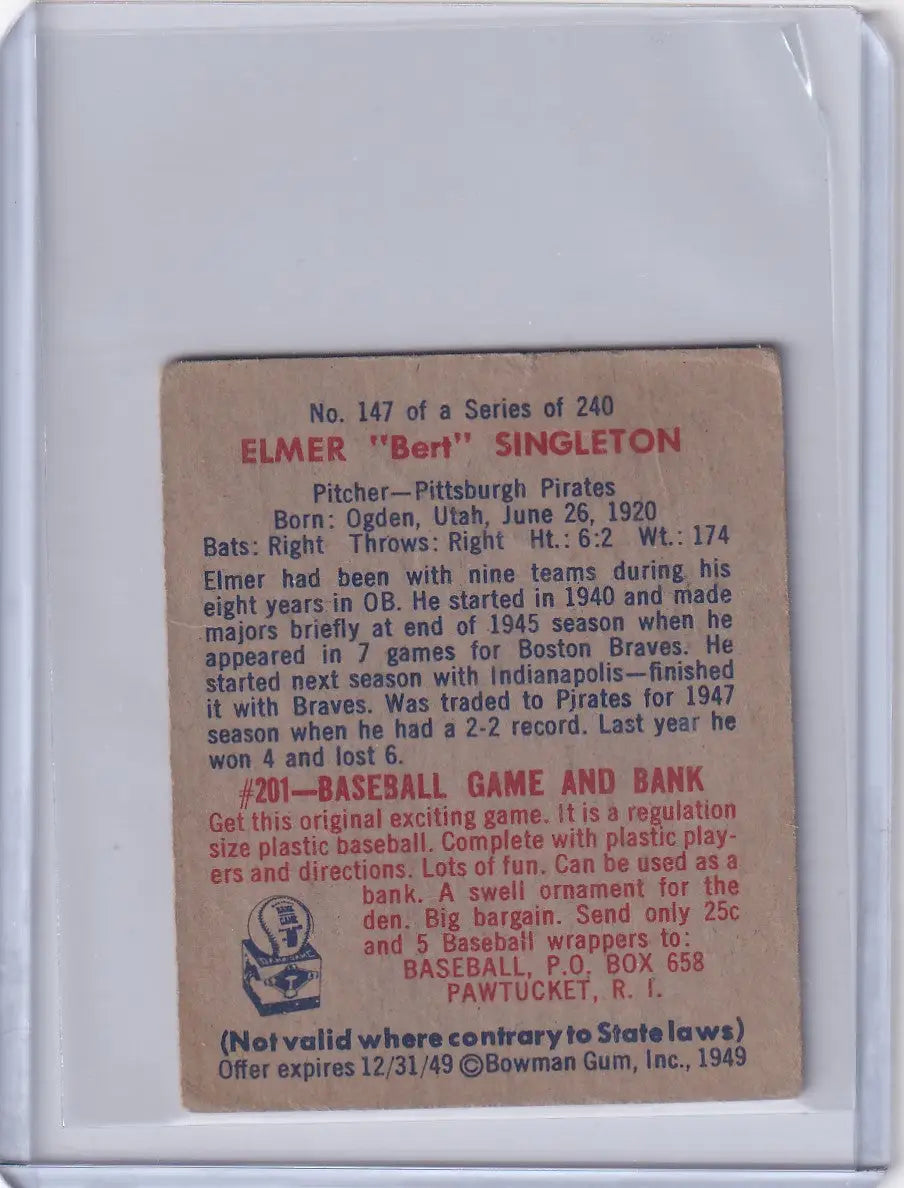 No. 147 of a Series of 240
ELMER "Bert" SINGLETON
Pitcher—Pittsburgh Pirates
Born: Ogden, Utah, June 26, 1920
Bats: Right Throws: Right Ht.: 6:2 Wt.: 174
Elmer had been with nine teams during his
eight years in OB. He started in 1940 and made
majors briefly at end of 1945 season when he
appeared in 7 games for Boston Braves. He
started next season with Indianapolis—finished
it with Braves. Was traded to Pirates for 1947
season when he had a 2-2 record. Last year he
won 4 and lost 6.
#201—BASEBALL GAME AND BANK
Get this original exciting game. It is a regulation
size plastic baseball. Complete with plastic play-
ers and directions. Lots of fun. Can be used as a
bank. A swell ornament for the
den. Big bargain. Send only 25c
and 5 Baseball wrappers to:
BASEBALL, P.O. BOX 658
PAWTUCKET, R. I.
(Not valid where contrary to State laws)
Offer expires 12/31/49 ©Bowman Gum, Inc., 1949